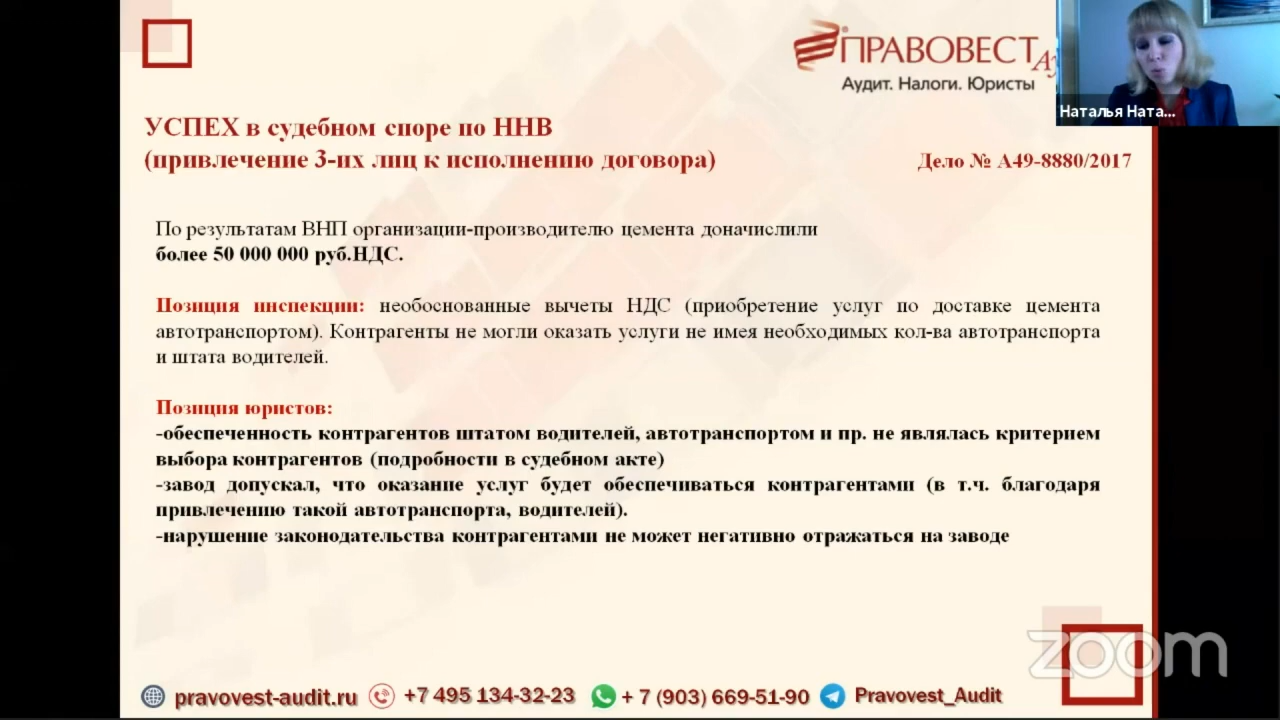 ПРАВОВЕСТ
Аудит. Налоги. Юристы
Наталья Ната...
УСПЕХ в судебном споре по ННВ
(привлечение 3-их лиц к исполнению договора)
Дело № А49-8880/2017
По результатам ВНП организации-производителю цемента доначислили
более 50 000 000 руб.НДС.
Позиция инспекции: необоснованные вычеты НДС (приобретение услуг по доставке цемента
автотранспортом). Контрагенты не могли оказать услуги не имея необходимых кол-ва автотранспорта
и штата водителей.
Позиция юристов:
-обеспеченность контрагентов штатом водителей, автотранспортом и пр. не являлась критерием
выбора контрагентов (подробности в судебном акте)
-завод допускал, что оказание услуг будет обеспечиваться контрагентами (в т.ч. благодаря
привлечению такой автотранспорта, водителей).
-нарушение законодательства контрагентами не может негативно отражаться на заводе
zoom
pravovest-audit.ru +7 495 134-32-23 + 7 (903) 669-51-90 Pravovest_Audit